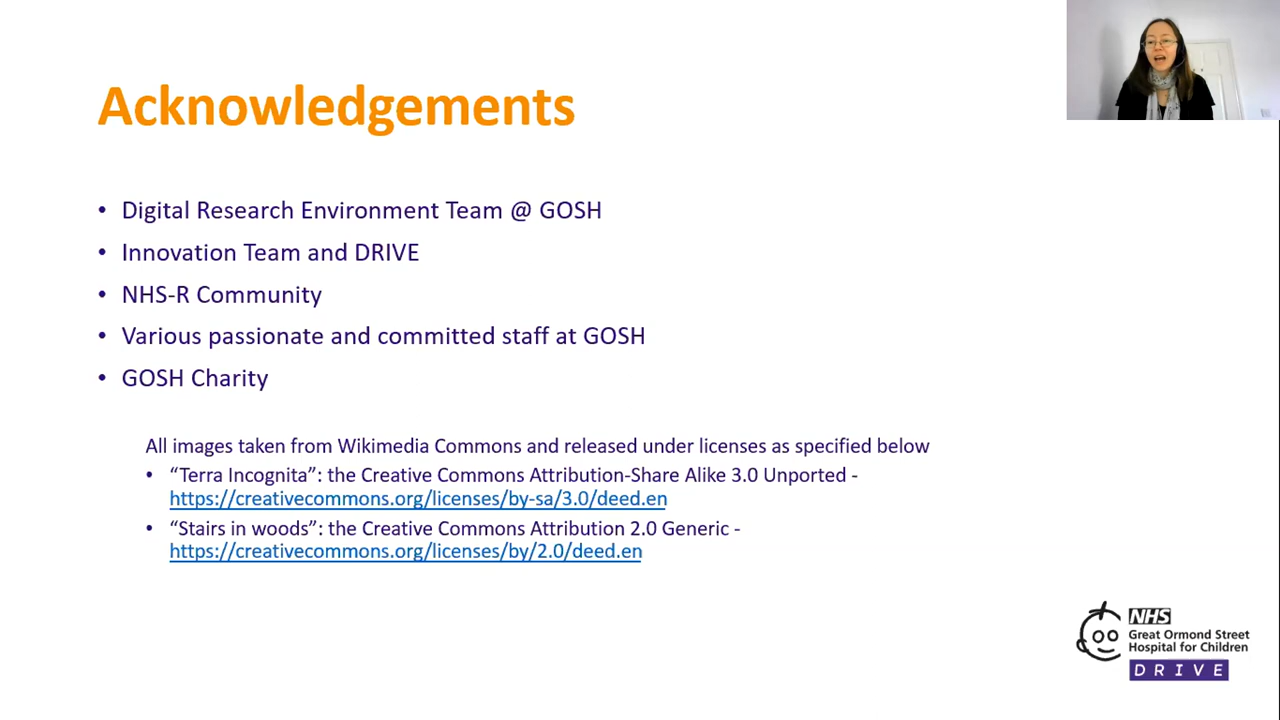 Acknowledgements
• Digital Research Environment Team @ GOSH
• Innovation Team and DRIVE
• NHS-R Community
• Various passionate and committed staff at GOSH
• GOSH Charity
All images taken from Wikimedia Commons and released under licenses as specified below
• “Terra Incognita”: the Creative Commons Attribution-Share Alike 3.0 Unported -
https://creativecommons.org/licenses/by-sa/3.0/deed.en
• “Stairs in woods”: the Creative Commons Attribution 2.0 Generic -
https://creativecommons.org/licenses/by/2.0/deed.en
NHS
Great Ormond Street
Hospital for Children
DRIVE